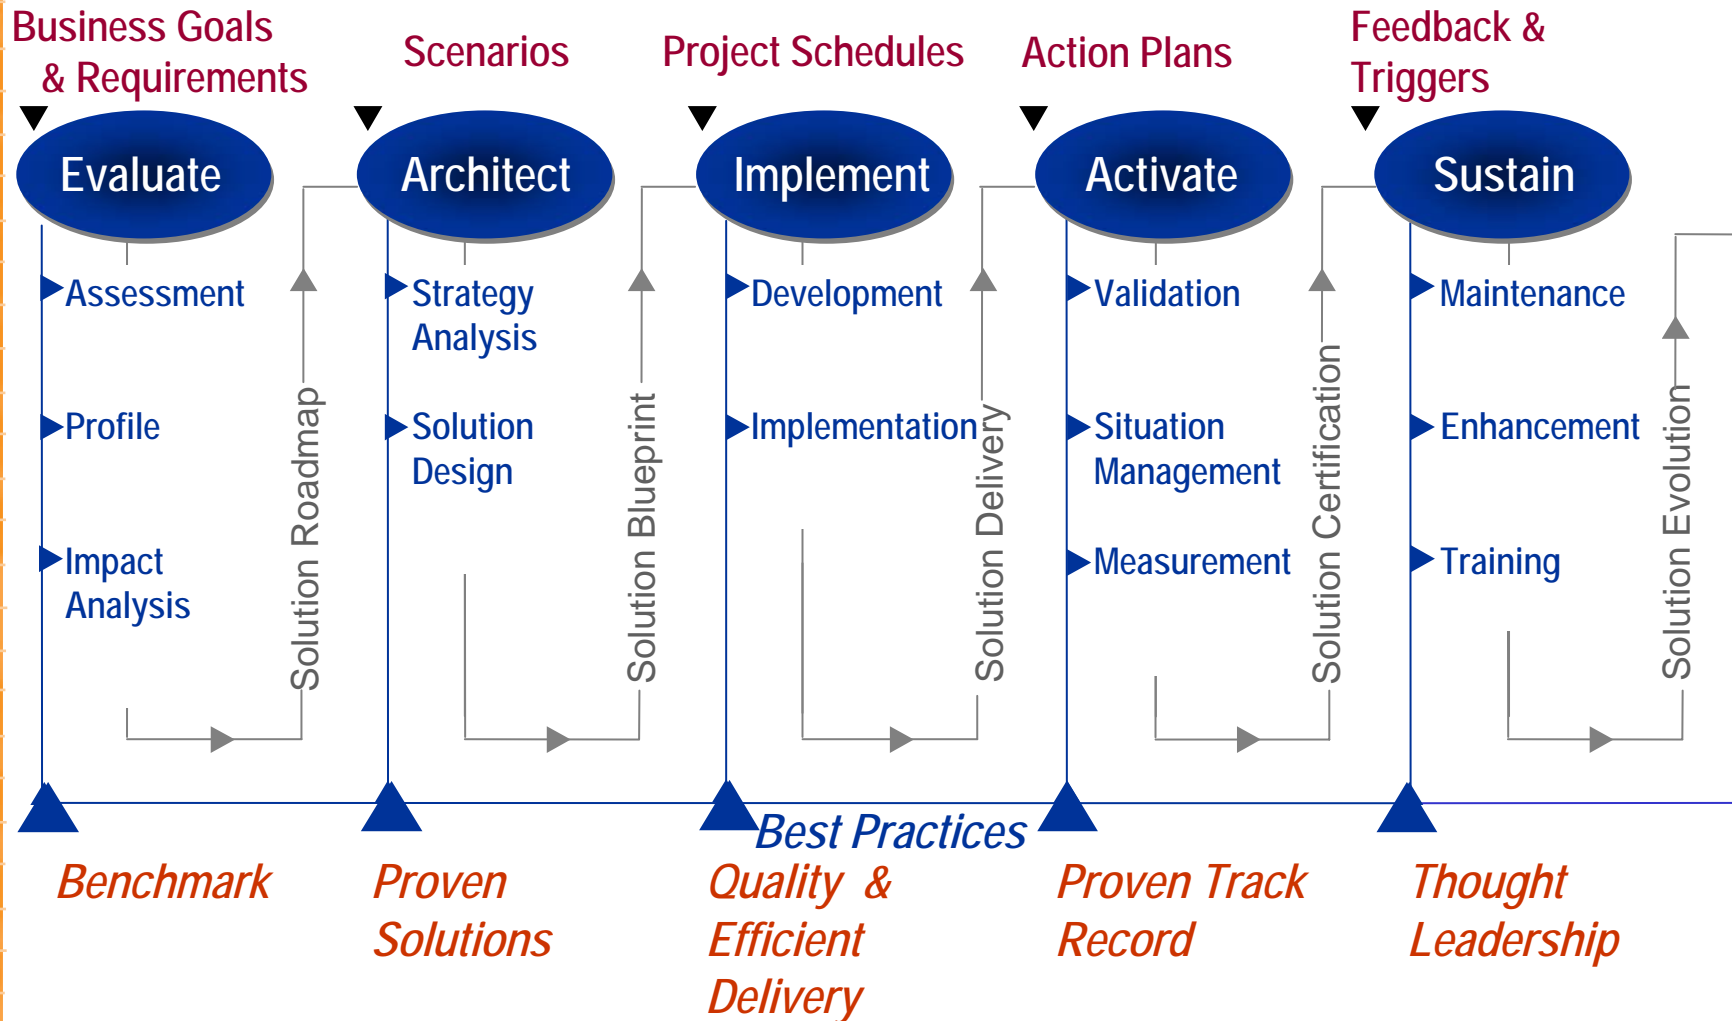 Business Goals
& Requirements
Scenarios
Project Schedules
Action Plans
Feedback &
Triggers
Evaluate
Architect
Implement
Activate
Sustain
Assessment
Profile
Impact
Analysis
Solution Roadmap
Strategy
Analysis
Solution
Design
Solution Blueprint
Development
Implementation
Solution Delivery
Validation
Situation
Management
Measurement
Solution Certification
Maintenance
Enhancement
Training
Solution Evolution
Best Practices
Benchmark
Proven
Solutions
Quality &
Efficient
Delivery
Proven Track
Record
Thought
Leadership